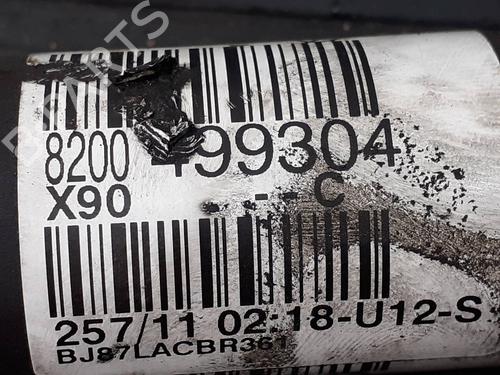 8200 499304
X90 -- C
257/11 02-18-U12-S
BJ87LACBR361